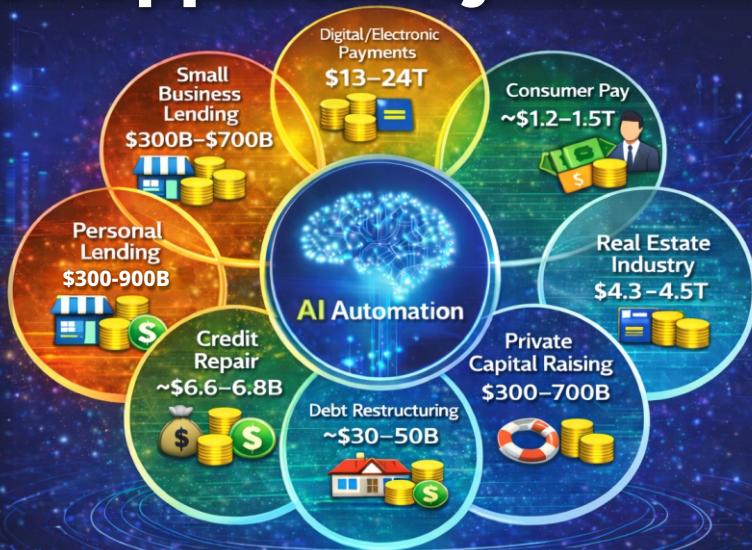 Digital/Electronic
Payments
$13–24T
Small
Business
Lending
$300B–$700B
Consumer Pay
~$1.2–1.5T
$
Personal
Lending
$300-900B
$
Real Estate
Industry
$4.3–4.5T
AI Automation
Credit
Repair
~$6.6–6.8B
$
$
Private
Capital Raising
$300–700B
Debt Restructuring
~$30–50B
$